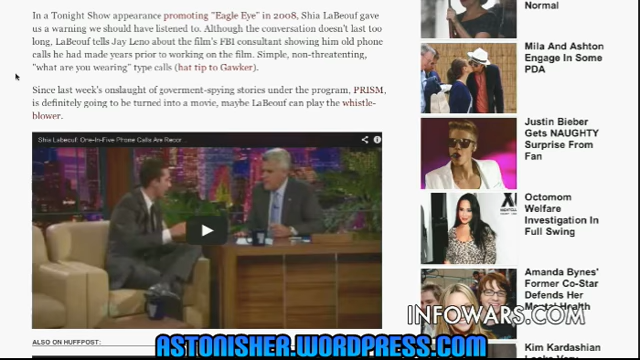 In a Tonight Show appearance promoting "Eagle Eye" in 2008, Shia LaBeouf gave
us a warning we should have listened to. Although the conversation doesn't last too
long, LaBeouf tells Jay Leno about the film's FBI consultant showing him old phone
calls he had made years prior to working on the film. Simple, non-threatening,
"what are you wearing" type calls (hat tip to Gawker).
Since last week's onslaught of goverment-spying stories under the program, PRISM,
is definitely going to be turned into a movie, maybe LaBeouf can play the whistle-
blower.
Shia Labeouf: One-In-Five Phone Calls Are Recor
ALSO ON HUFFPOST:
Normal
Mila And Ashton
Engage In Some
PDA
Justin Bieber
Gets NAUGHTY
Surprise From
Fan
Octomom
Welfare
Investigation In
Full Swing
Amanda Bynes'
Former Co-Star
Defends Her
Mental Health
Kim Kardashian
INFOWARS.COM
ASTONISHER.WORDPRESS.COM